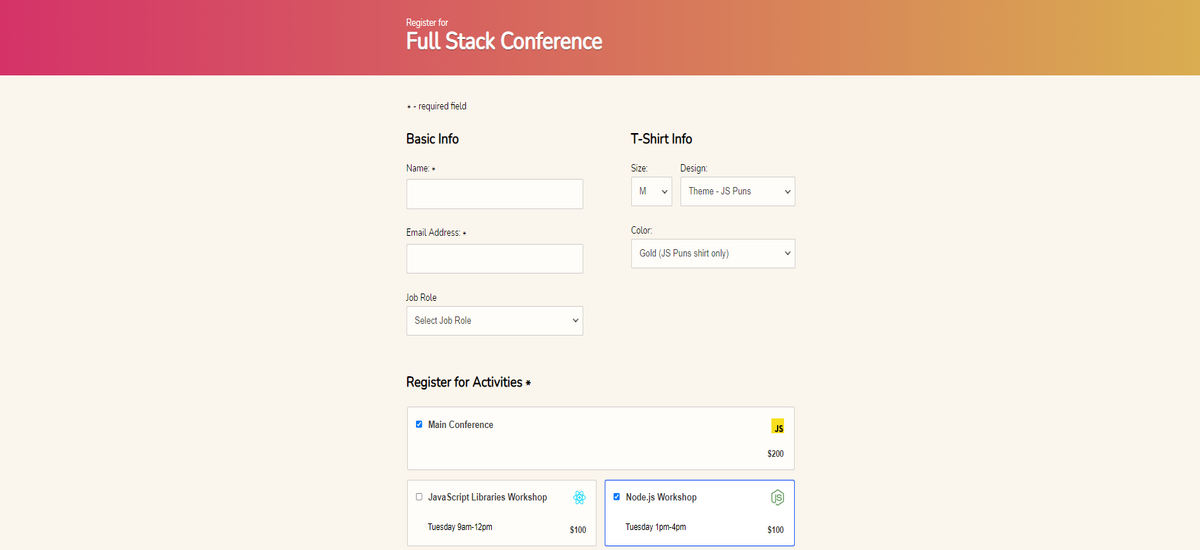 Register for
Full Stack Conference
* - required field
Basic Info
Name: *
Email Address: *
Job Role
Select Job Role
T-Shirt Info
Size:
Design:
M
Theme - JS Puns
Color:
Gold (JS Puns shirt only)
Register for Activities *
Main Conference
JS
$200
JavaScript Libraries Workshop
Tuesday 9am-12pm
$100
Node.js Workshop
JS
Tuesday 1pm-4pm
$100